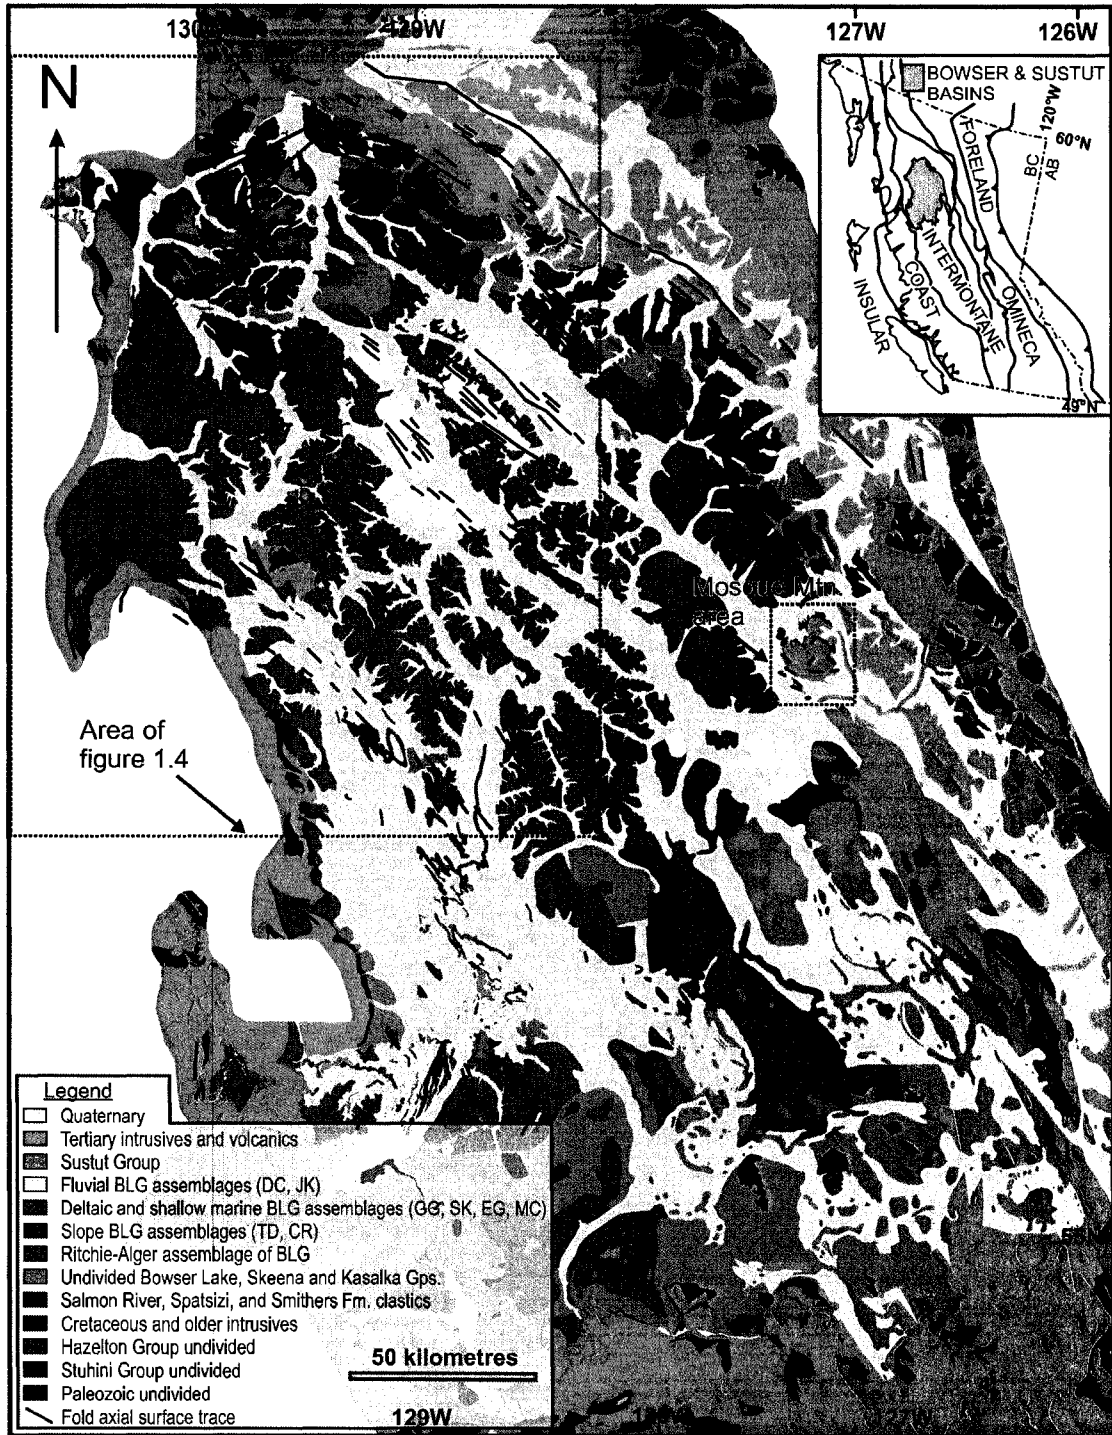 129W
127W
126W
N
BOWSER & SUSTUT
BASINS
120°W
60°N
BC
AB
FORELAND
INTERMONTANE
OMINECA
COAST
INSULAR
49°N
Mosque Mtn.
area
Area of
figure 1.4
Legend
Quaternary
Tertiary intrusives and volcanics
Sustut Group
Fluvial BLG assemblages (DC, JK)
Deltaic and shallow marine BLG assemblages (GG, SK, EG, MC)
Slope BLG assemblages (TD, CR)
Ritchie-Alger assemblage of BLG
Undivided Bowser Lake, Skeena and Kasalka Gps.
Salmon River, Spatsizi, and Smithers Fm. clastics
Cretaceous and older intrusives
Hazelton Group undivided
Stuhini Group undivided
Paleozoic undivided
Fold axial surface trace
50 kilometres
129W
127W
55N